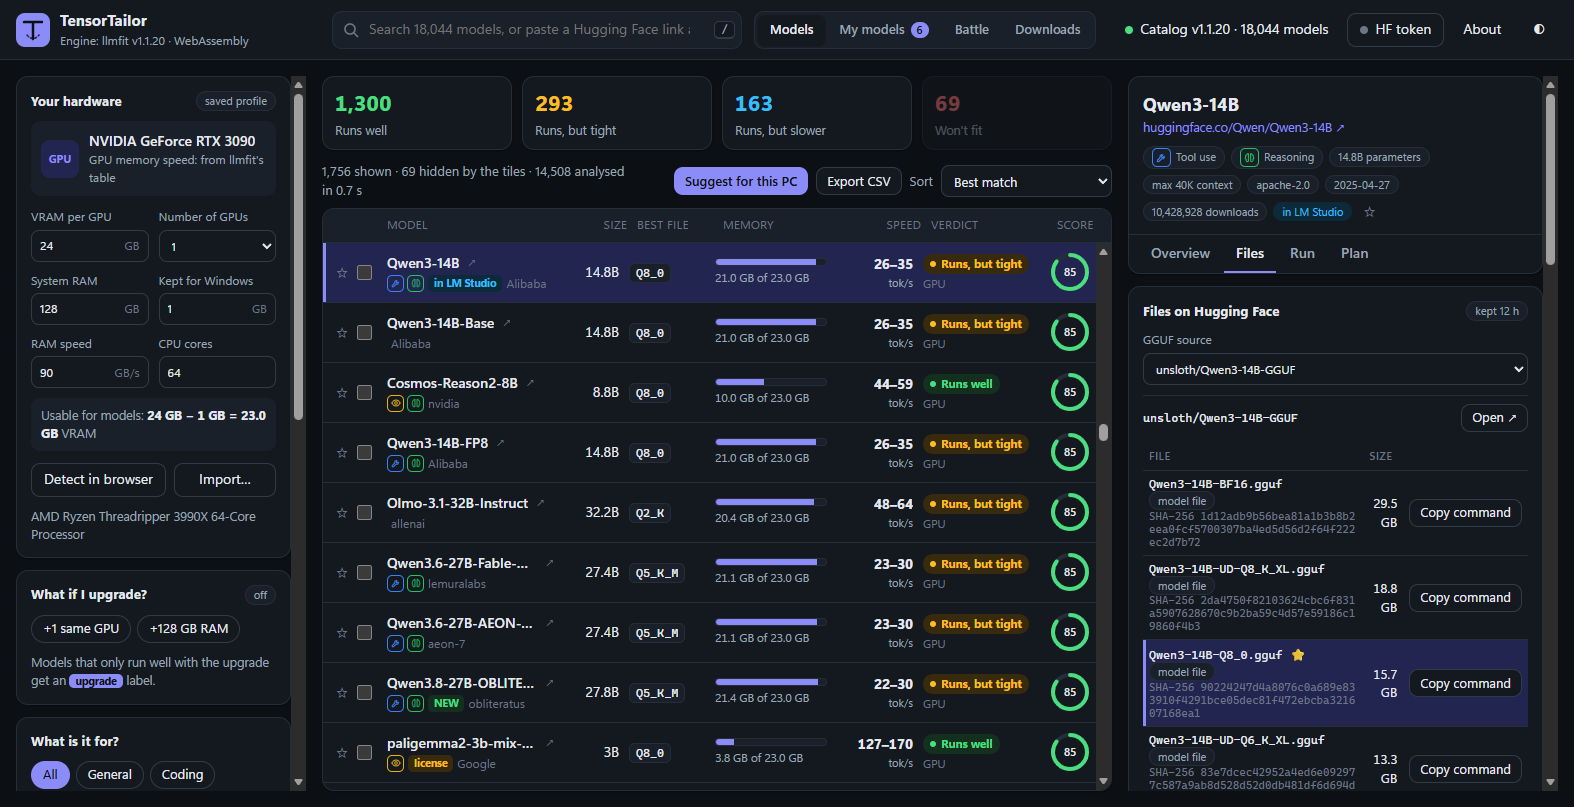 TensorTailor
Engine: llmfit v1.1.20 · WebAssembly
Search 18,044 models, or paste a Hugging Face link
/
Models
My models 6
Battle
Downloads
Catalog v1.1.20 · 18,044 models
HF token
About
Your hardware
saved profile
GPU
NVIDIA GeForce RTX 3090
GPU memory speed: from llmfit's
table
VRAM per GPU
Number of GPUs
24 GB
1
System RAM
Kept for Windows
128 GB
1 GB
RAM speed
CPU cores
90 GB/s
64
Usable for models: 24 GB – 1 GB = 23.0
GB VRAM
Detect in browser
Import...
AMD Ryzen Threadripper 3990X 64-Core
Processor
What if I upgrade?
off
+1 same GPU
+128 GB RAM
Models that only run well with the upgrade
get an upgrade label.
What is it for?
All
General
Coding
1,300
Runs well
293
Runs, but tight
163
Runs, but slower
69
Won't fit
1,756 shown · 69 hidden by the tiles · 14,508 analysed
in 0.7 s
Suggest for this PC
Export CSV
Sort
Best match
MODEL SIZE BEST FILE MEMORY SPEED VERDICT SCORE
Qwen3-14B ↗
in LM Studio Alibaba
14.8B Q8_0
21.0 GB of 23.0 GB
26–35
tok/s
Runs, but tight
GPU
85
Qwen3-14B-Base ↗
Alibaba
14.8B Q8_0
21.0 GB of 23.0 GB
26–35
tok/s
Runs, but tight
GPU
85
Cosmos-Reason2-8B ↗
nvidia
8.8B Q8_0
10.0 GB of 23.0 GB
44–59
tok/s
Runs well
GPU
85
Qwen3-14B-FP8 ↗
Alibaba
14.8B Q8_0
21.0 GB of 23.0 GB
26–35
tok/s
Runs, but tight
GPU
85
Olmo-3.1-32B-Instruct ↗
allenai
32.2B Q2_K
20.4 GB of 23.0 GB
48–64
tok/s
Runs, but tight
GPU
85
Qwen3.6-27B-Fable-... ↗
lemuralabs
27.4B Q5_K_M
21.1 GB of 23.0 GB
23–30
tok/s
Runs, but tight
GPU
85
Qwen3.6-27B-AEON-... ↗
aeon-7
27.4B Q5_K_M
21.1 GB of 23.0 GB
23–30
tok/s
Runs, but tight
GPU
85
Qwen3.8-27B-OBLITE... ↗
NEW obliteratus
27.8B Q5_K_M
21.4 GB of 23.0 GB
22–30
tok/s
Runs, but tight
GPU
85
paligemma2-3b-mix-... ↗
license Google
3B Q8_0
3.8 GB of 23.0 GB
127–170
tok/s
Runs well
GPU
85
Qwen3-14B
huggingface.co/Qwen/Qwen3-14B ↗
Tool use
Reasoning
14.8B parameters
max 40K context
apache-2.0
2025-04-27
10,428,928 downloads
in LM Studio
Overview
Files
Run
Plan
Files on Hugging Face
kept 12 h
GGUF source
unsloth/Qwen3-14B-GGUF
unsloth/Qwen3-14B-GGUF
Open ↗
FILE SIZE
Qwen3-14B-BF16.gguf
model file
SHA-256 1d12adb9b56bea81a1b3b8b2
eea0fcf5700307ba4ed5d56d2f64f222
ec2d7b72
29.5
GB
Copy command
Qwen3-14B-UD-Q8_K_XL.gguf
model file
SHA-256 2da4750f82103624cbc6f831
a5907628670c9b2ba59c4d57e59186c1
9860f4b3
18.8
GB
Copy command
Qwen3-14B-Q8_0.gguf
model file
SHA-256 90224247d4a8076c0a689e83
3910f4291bce05dec81f472ebcba3216
07168ea1
15.7
GB
Copy command
Qwen3-14B-UD-Q6_K_XL.gguf
model file
SHA-256 83e7dcec42952a4ed6e09297
7c587a9ab8d528d52d0db481df6d694d
13.3
GB
Copy command